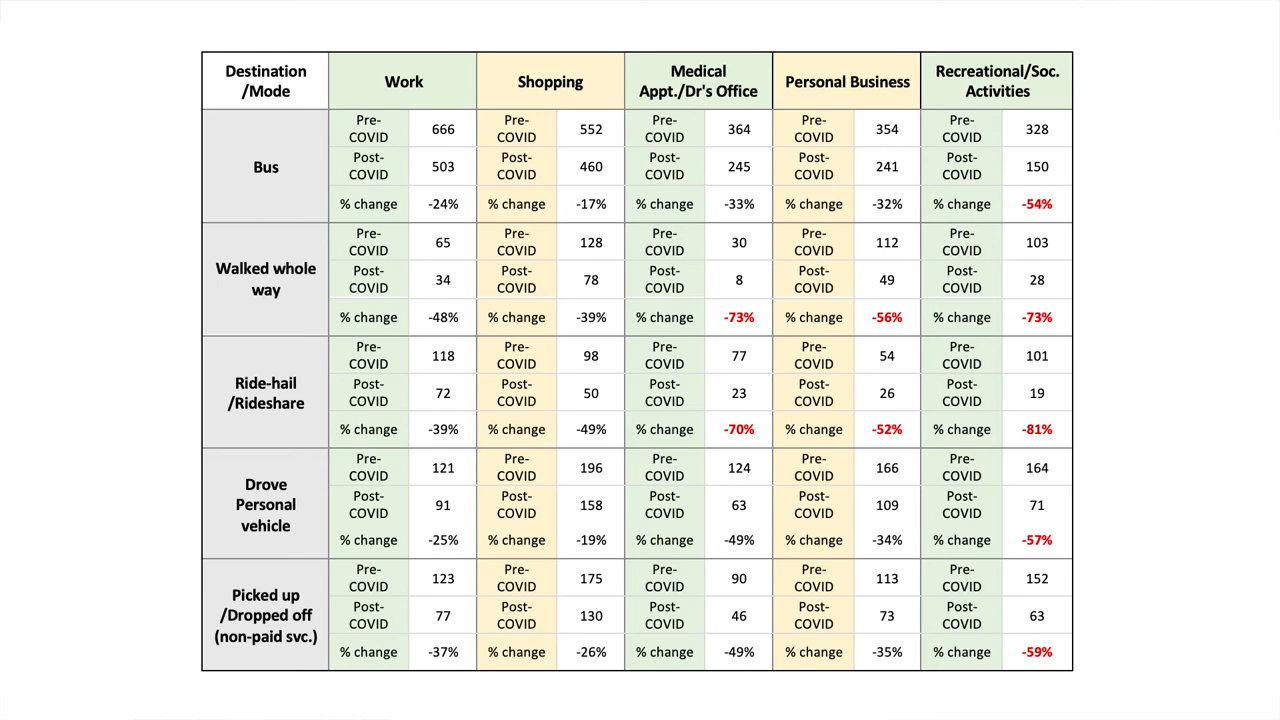 Destination
/Mode
Work
Shopping
Medical
Appt./Dr's Office
Personal Business
Recreational/Soc.
Activities
Bus
Pre-
COVID
666
Pre-
COVID
552
Pre-
COVID
364
Pre-
COVID
354
Pre-
COVID
328
Post-
COVID
503
Post-
COVID
460
Post-
COVID
245
Post-
COVID
241
Post-
COVID
150
% change
-24%
% change
-17%
% change
-33%
% change
-32%
% change
-54%
Walked whole
way
Pre-
COVID
65
Pre-
COVID
128
Pre-
COVID
30
Pre-
COVID
112
Pre-
COVID
103
Post-
COVID
34
Post-
COVID
78
Post-
COVID
8
Post-
COVID
49
Post-
COVID
28
% change
-48%
% change
-39%
% change
-73%
% change
-56%
% change
-73%
Ride-hail
/Rideshare
Pre-
COVID
118
Pre-
COVID
98
Pre-
COVID
77
Pre-
COVID
54
Pre-
COVID
101
Post-
COVID
72
Post-
COVID
50
Post-
COVID
23
Post-
COVID
26
Post-
COVID
19
% change
-39%
% change
-49%
% change
-70%
% change
-52%
% change
-81%
Drove
Personal
vehicle
Pre-
COVID
121
Pre-
COVID
196
Pre-
COVID
124
Pre-
COVID
166
Pre-
COVID
164
Post-
COVID
91
Post-
COVID
158
Post-
COVID
63
Post-
COVID
109
Post-
COVID
71
% change
-25%
% change
-19%
% change
-49%
% change
-34%
% change
-57%
Picked up
/Dropped off
(non-paid svc.)
Pre-
COVID
123
Pre-
COVID
175
Pre-
COVID
90
Pre-
COVID
113
Pre-
COVID
152
Post-
COVID
77
Post-
COVID
130
Post-
COVID
46
Post-
COVID
73
Post-
COVID
63
% change
-37%
% change
-26%
% change
-49%
% change
-35%
% change
-59%